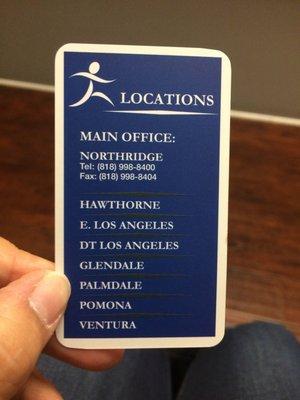 LOCATIONS
MAIN OFFICE:
NORTHRIDGE
Tel: (818) 998-8400
Fax: (818) 998-8404
HAWTHORNE
E. LOS ANGELES
DT LOS ANGELES
GLENDALE
PALMDALE
POMONA
VENTURA